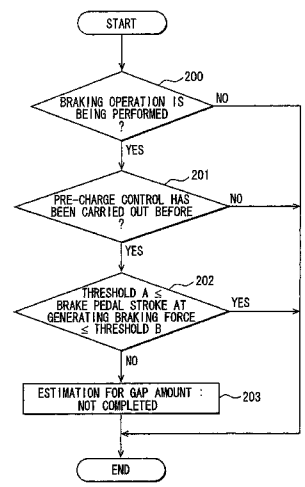 START
200
BRAKING OPERATION IS
BEING PERFORMED
?
NO
YES
201
PRE-CHARGE CONTROL HAS
BEEN CARRIED OUT BEFORE
?
NO
YES
202
THRESHOLD A ≤
BRAKE PEDAL STROKE AT
GENERATING BRAKING FORCE
≤ THRESHOLD B
YES
NO
ESTIMATION FOR GAP AMOUNT :
NOT COMPLETED
203
END